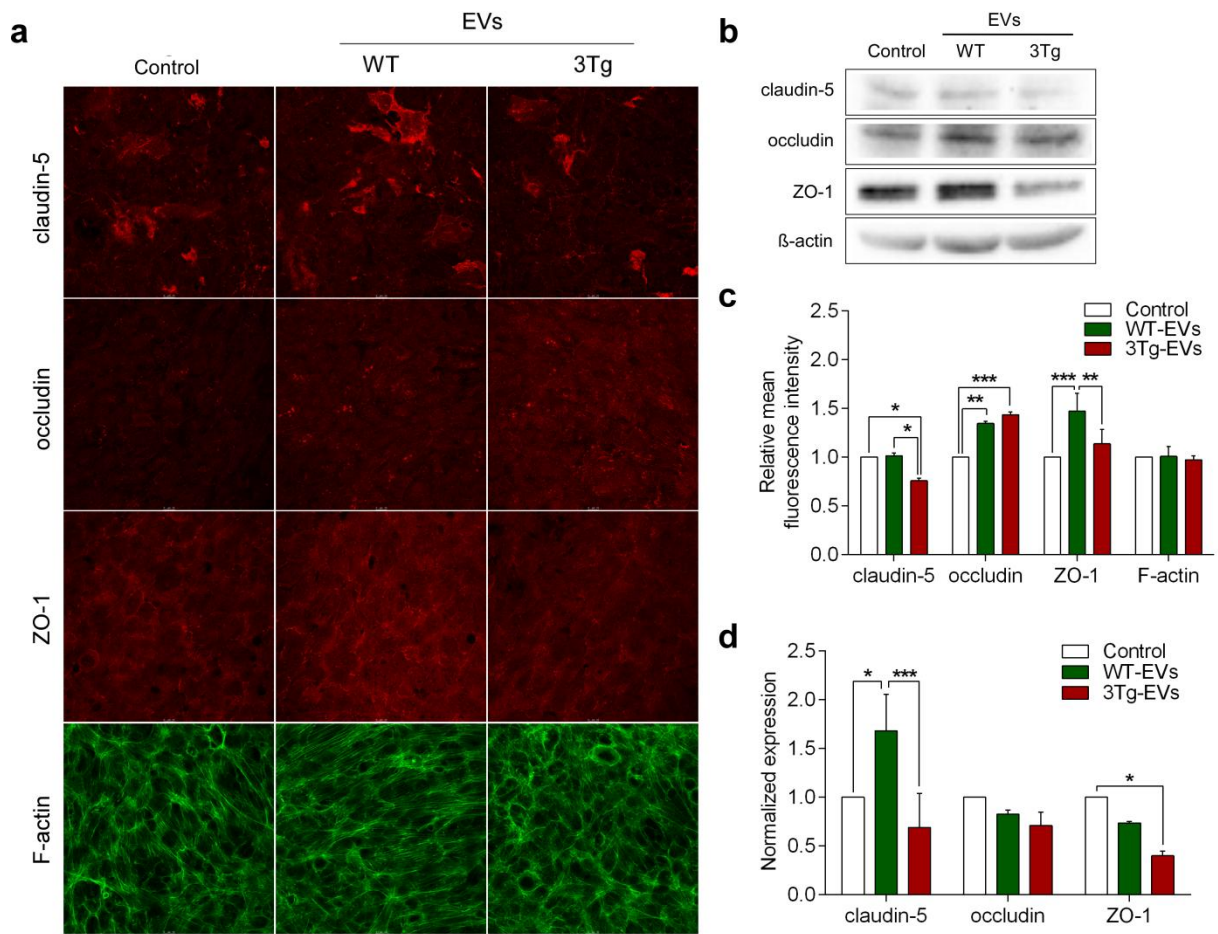 a
EVs
Control
WT
3Tg
claudin-5
occludin
ZO-1
F-actin
b
EVs
Control
WT
3Tg
claudin-5
occludin
ZO-1
ß-actin
c
Relative mean
fluorescence intensity
2.5
2.0
1.5
1.0
0.5
0.0
Control
WT-EVs
3Tg-EVs
*
*
***
**
***
**
claudin-5
occludin
ZO-1
F-actin
d
Normalized expression
2.5
2.0
1.5
1.0
0.5
0.0
Control
WT-EVs
3Tg-EVs
*
***
*
claudin-5
occludin
ZO-1